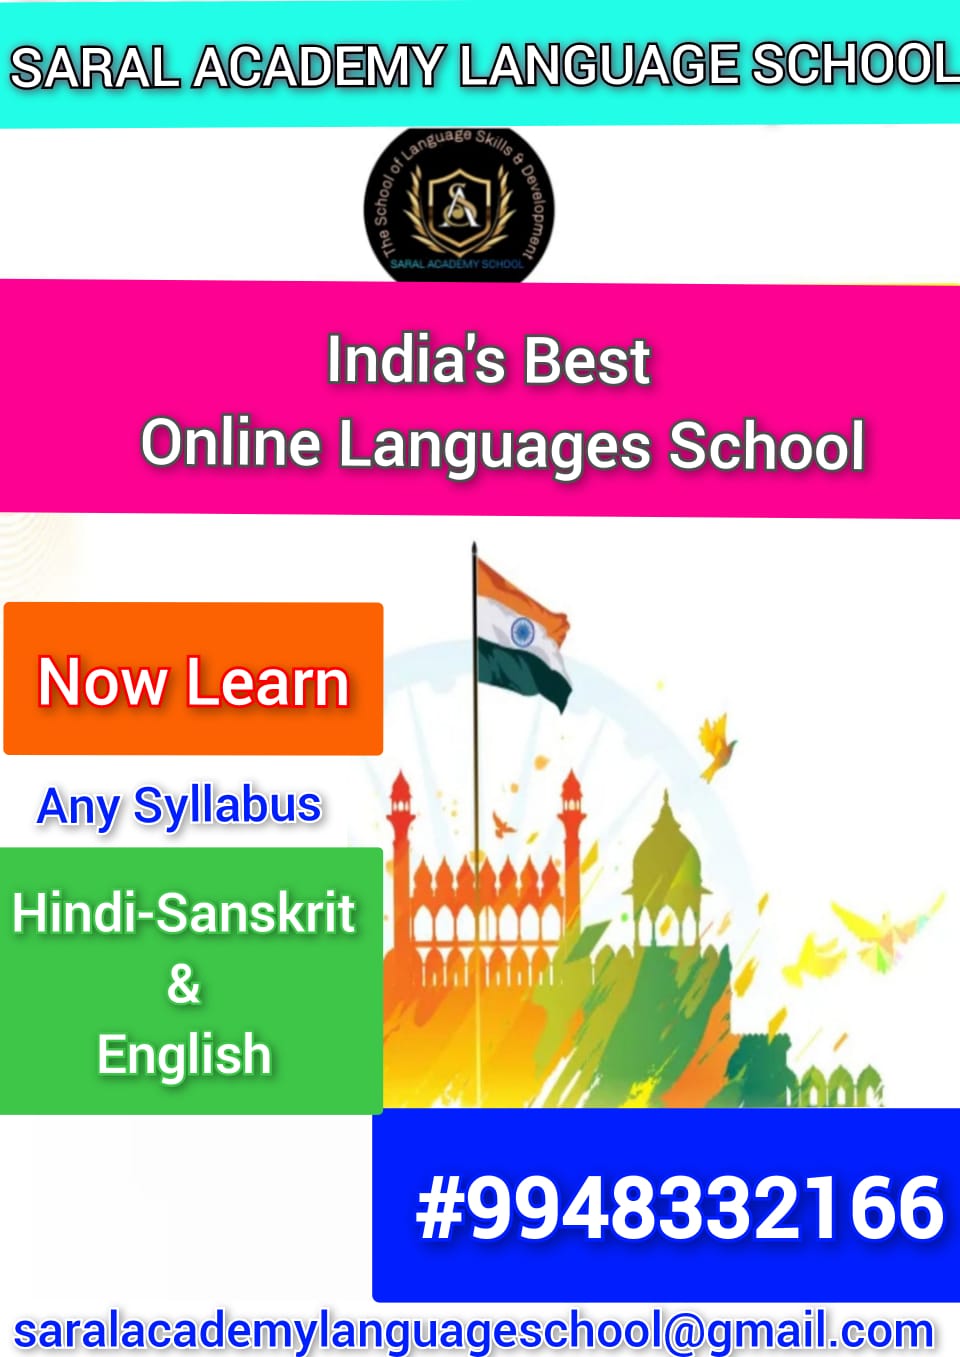 SARAL ACADEMY LANGUAGE SCHOOL
The School of Language Skills & Development
SA
SARAL ACADEMY SCHOOL
India's Best
Online Languages School
Now Learn
Any Syllabus
Hindi-Sanskrit
&
English
#9948332166
saralacademylanguageschool@gmail.com